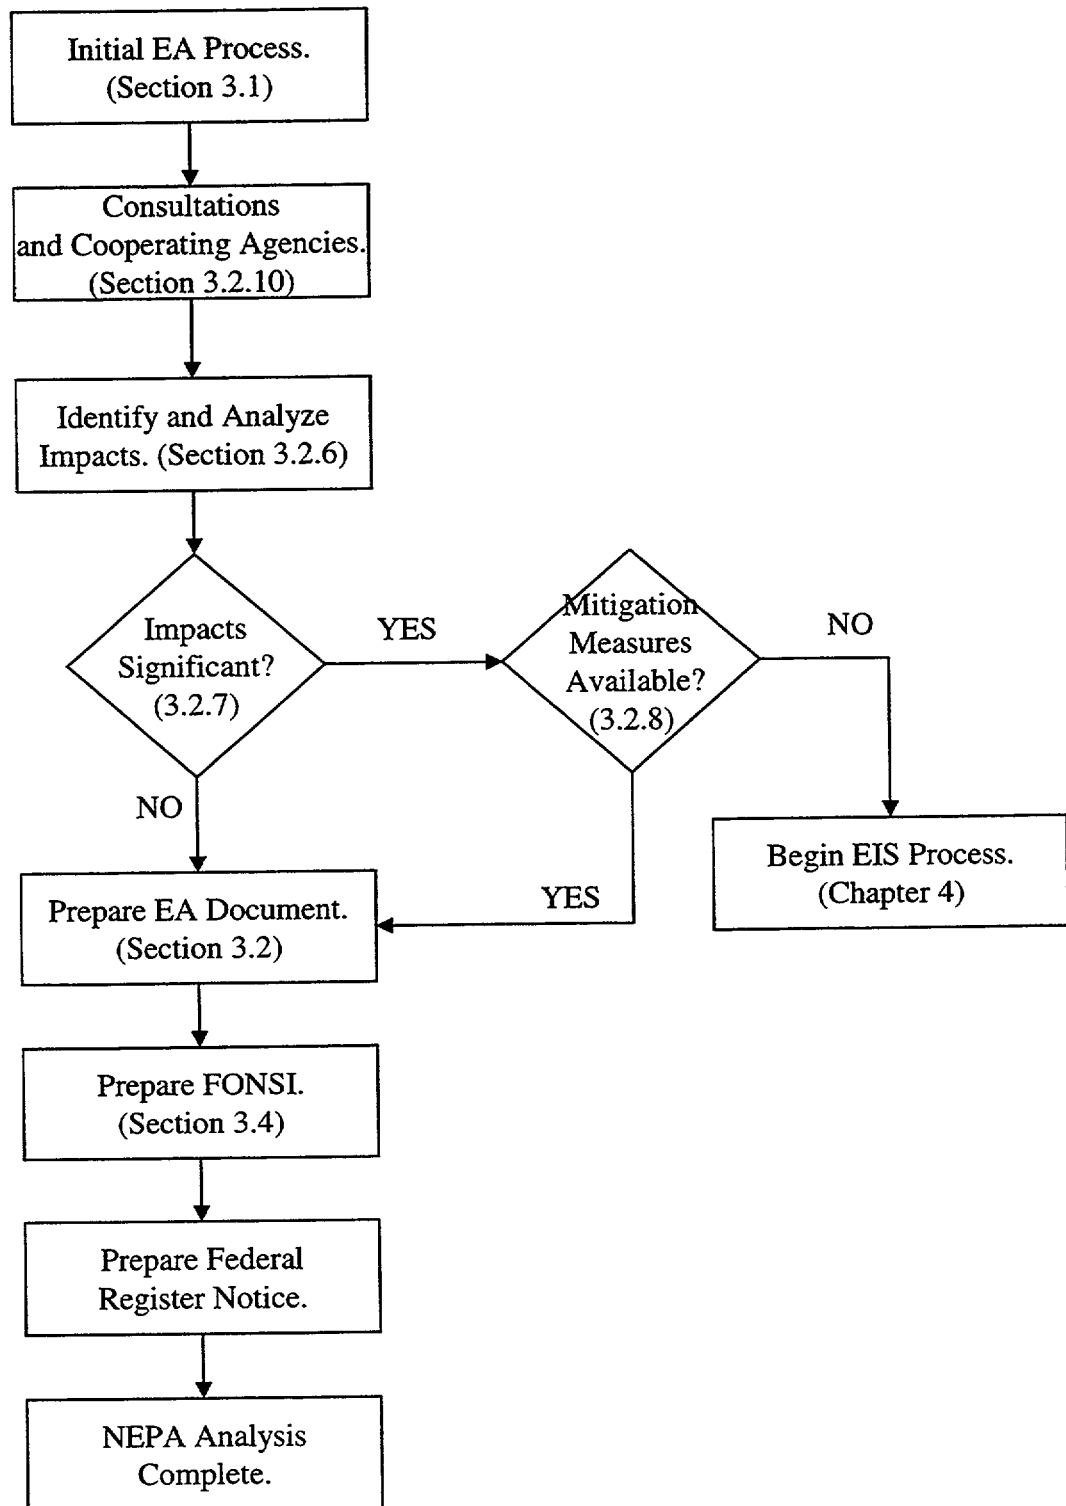 Initial EA Process.
(Section 3.1)
Consultations
and Cooperating Agencies.
(Section 3.2.10)
Identify and Analyze
Impacts. (Section 3.2.6)
Impacts
Significant?
(3.2.7)
YES
Mitigation
Measures
Available?
(3.2.8)
NO
NO
YES
Begin EIS Process.
(Chapter 4)
Prepare EA Document.
(Section 3.2)
Prepare FONSI.
(Section 3.4)
Prepare Federal
Register Notice.
NEPA Analysis
Complete.